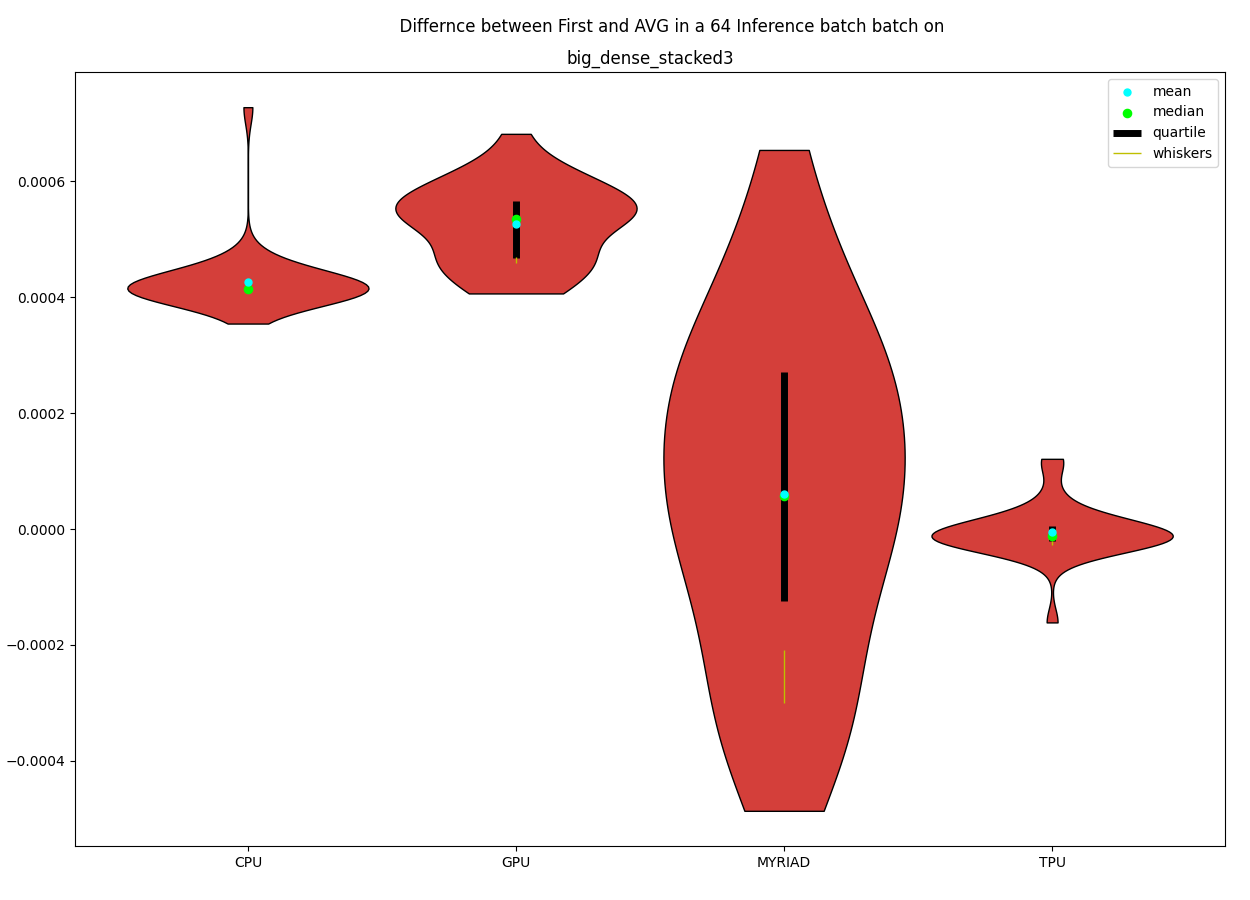 Differnce between First and AVG in a 64 Inference batch batch on
big_dense_stacked3
mean
median
quartile
whiskers
0.0006
0.0004
0.0002
0.0000
−0.0002
−0.0004
CPU
GPU
MYRIAD
TPU